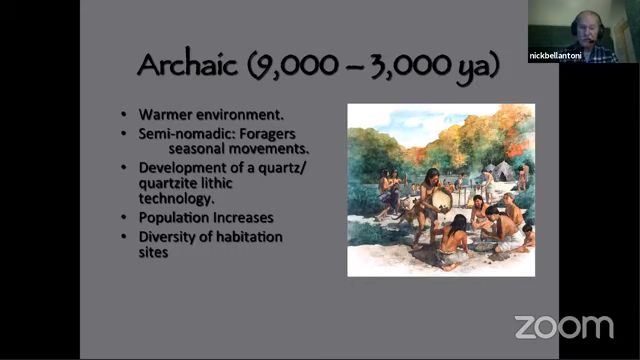 nickbellantoni
Archaic (9,000 – 3,000 ya)
• Warmer environment.
• Semi-nomadic: Foragers
seasonal movements.
• Development of a quartz/
quartzite lithic
technology.
• Population Increases
• Diversity of habitation
sites
zoom